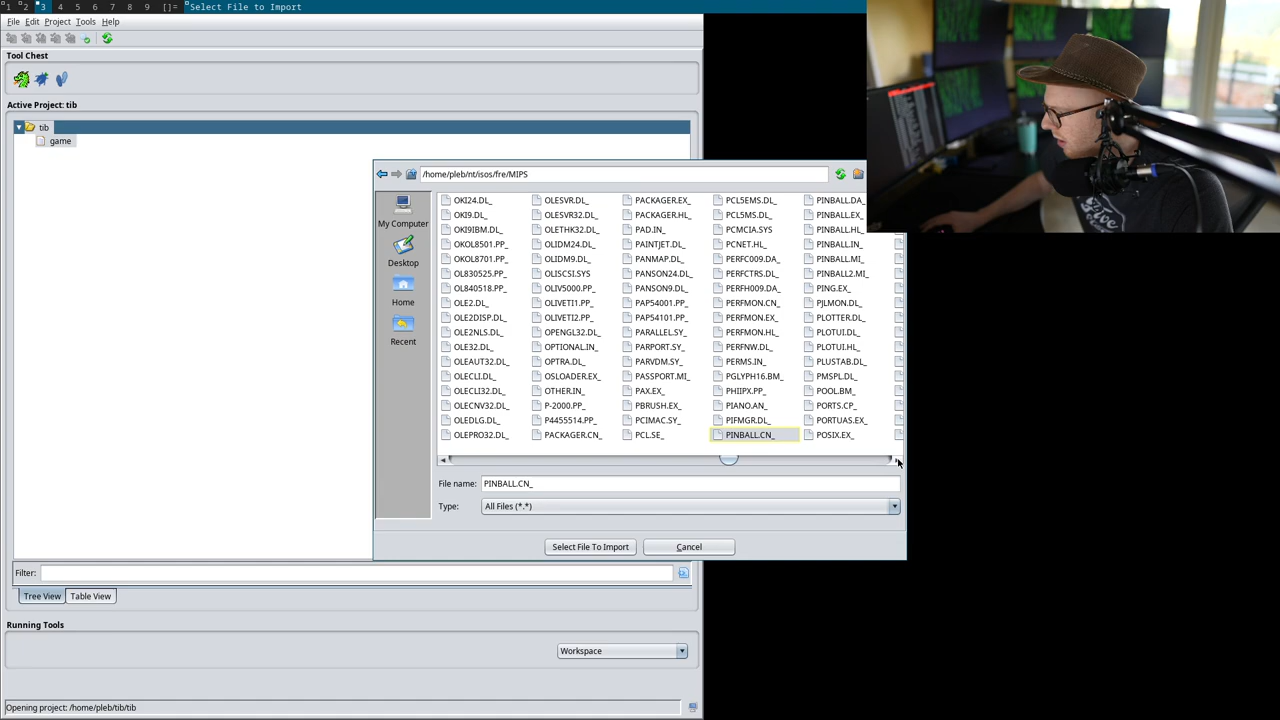 1 2 3 4 5 6 7 8 9 []= Select File to Import
File Edit Project Tools Help
Tool Chest
Active Project: tib
tib
game
/home/pleb/nt/isos/fre/MIPS
My Computer
Desktop
Home
Recent
OKI24.DL_ OLESVR.DL_ PACKAGER.EX_ PCL5EMS.DL_ PINBALL.DA_
OKI9.DL_ OLESVR32.DL_ PACKAGER.HL_ PCL5MS.DL_ PINBALL.EX_
OKI9IBM.DL_ OLETHK32.DL_ PAD.IN_ PCMCIA.SYS PINBALL.HL_
OKOL8501.PP_ OLIDM24.DL_ PAINTJET.DL_ PCNET.HL_ PINBALL.IN_
OKOL8701.PP_ OLIDM9.DL_ PANMAP.DL_ PERFC009.DA_ PINBALL.MI_
OL830525.PP_ OLISCSI.SYS PANSON24.DL_ PERFCTRS.DL_ PINBALL2.MI_
OL840518.PP_ OLIV5000.PP_ PANSON9.DL_ PERFH009.DA_ PING.EX_
OLE2.DL_ OLIVETI1.PP_ PAP54001.PP_ PERFMON.CN_ PJLMON.DL_
OLE2DISP.DL_ OLIVETI2.PP_ PAP54101.PP_ PERFMON.EX_ PLOTTER.DL_
OLE2NLS.DL_ OPENGL32.DL_ PARALLEL.SY_ PERFMON.HL_ PLOTUI.DL_
OLE32.DL_ OPTIONAL.IN_ PARPORT.SY_ PERFNW.DL_ PLOTUI.HL_
OLEAUT32.DL_ OPTRA.DL_ PARVDM.SY_ PERMS.IN_ PLUSTAB.DL_
OLECLI.DL_ OSLOADER.EX_ PASSPORT.MI_ PGLYPH16.BM_ PMSPL.DL_
OLECLI32.DL_ OTHER.IN_ PAX.EX_ PHIIPX.PP_ POOL.BM_
OLECNV32.DL_ P-2000.PP_ PBRUSH.EX_ PIANO.AN_ PORTS.CP_
OLEDLG.DL_ P4455514.PP_ PCIMAC.SY_ PIFMGR.DL_ PORTUAS.EX_
OLEPRO32.DL_ PACKAGER.CN_ PCL.SE_ PINBALL.CN_ POSIX.EX_
File name: PINBALL.CN_
Type: All Files (*.*)
Select File To Import Cancel
Filter:
Tree View Table View
Running Tools
Workspace
Opening project: /home/pleb/tib/tib